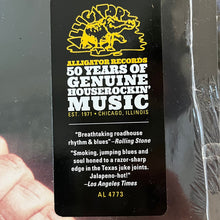 ALLIGATOR
ALLIGATOR RECORDS
50 YEARS OF
GENUINE
HOUSEROCKIN'
MUSIC
EST. 1971 • CHICAGO, ILLINOIS
"Breathtaking roadhouse
rhythm & blues" –Rolling Stone
"Smoking, jumping blues and
soul honed to a razor-sharp
edge in the Texas juke joints.
Jalapeno-hot!"
–Los Angeles Times
AL 4773